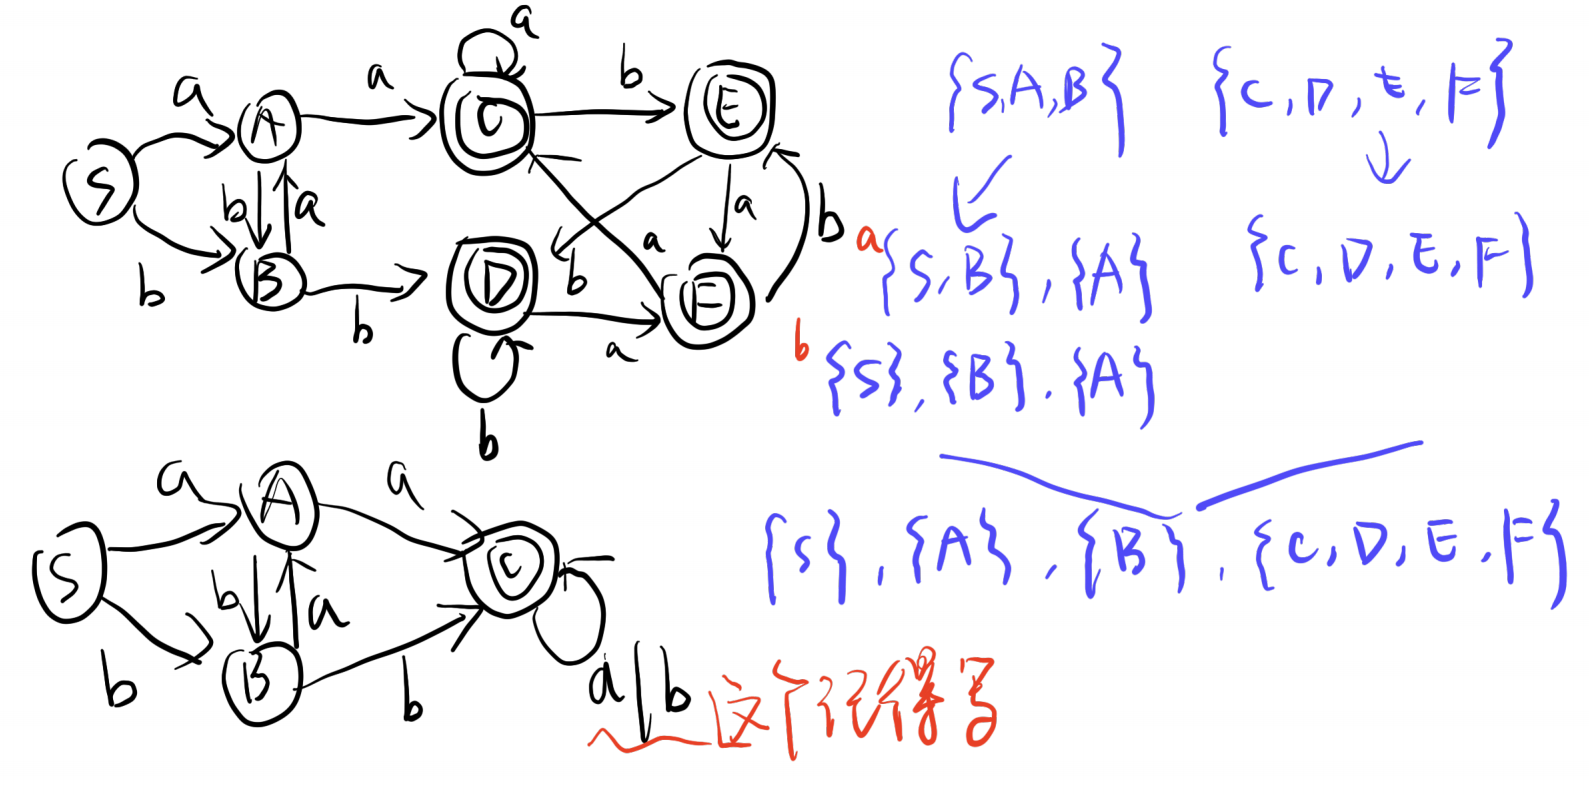 a
a
a
b
S
A
C
E
b
a
b
B
b
D
b
a
a
F
a
b
b
{S,A,B} {C,D,E,F}
a {S,B},{A} {C,D,E,F}
b {S},{B}.{A}
{S},{A},{B},{C,D,E,F}
a
a
S
A
C
b
a
b
B
b
a|b 这个记得写